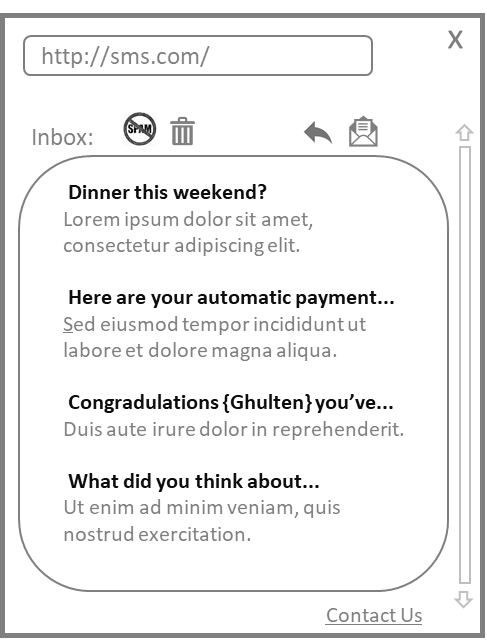 http://sms.com/
X
Inbox:
SPAM
Dinner this weekend?
Lorem ipsum dolor sit amet,
consectetur adipiscing elit.
Here are your automatic payment...
Sed eiusmod tempor incididunt ut
labore et dolore magna aliqua.
Congradulations {Ghulten} you’ve...
Duis aute irure dolor in reprehenderit.
What did you think about...
Ut enim ad minim veniam, quis
nostrud exercitation.
Contact Us